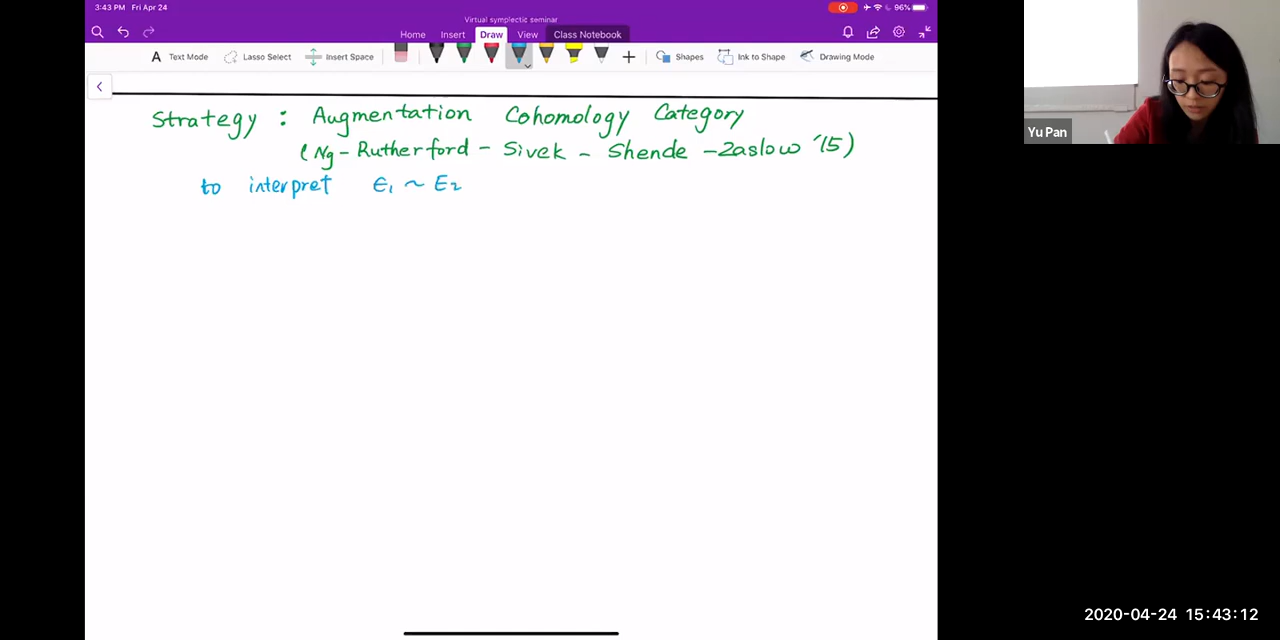 3:43 PM Fri Apr 24
96%
Virtual symplectic seminar
Home Insert Draw View Class Notebook
A Text Mode Lasso Select Insert Space Shapes Ink to Shape Drawing Mode
Strategy : Augmentation Cohomology Category
(Ng - Rutherford - Sivek - Shende - Zaslow '15)
to interpret ϵ₁ ~ ϵ₂
Yu Pan
2020-04-24 15:43:12